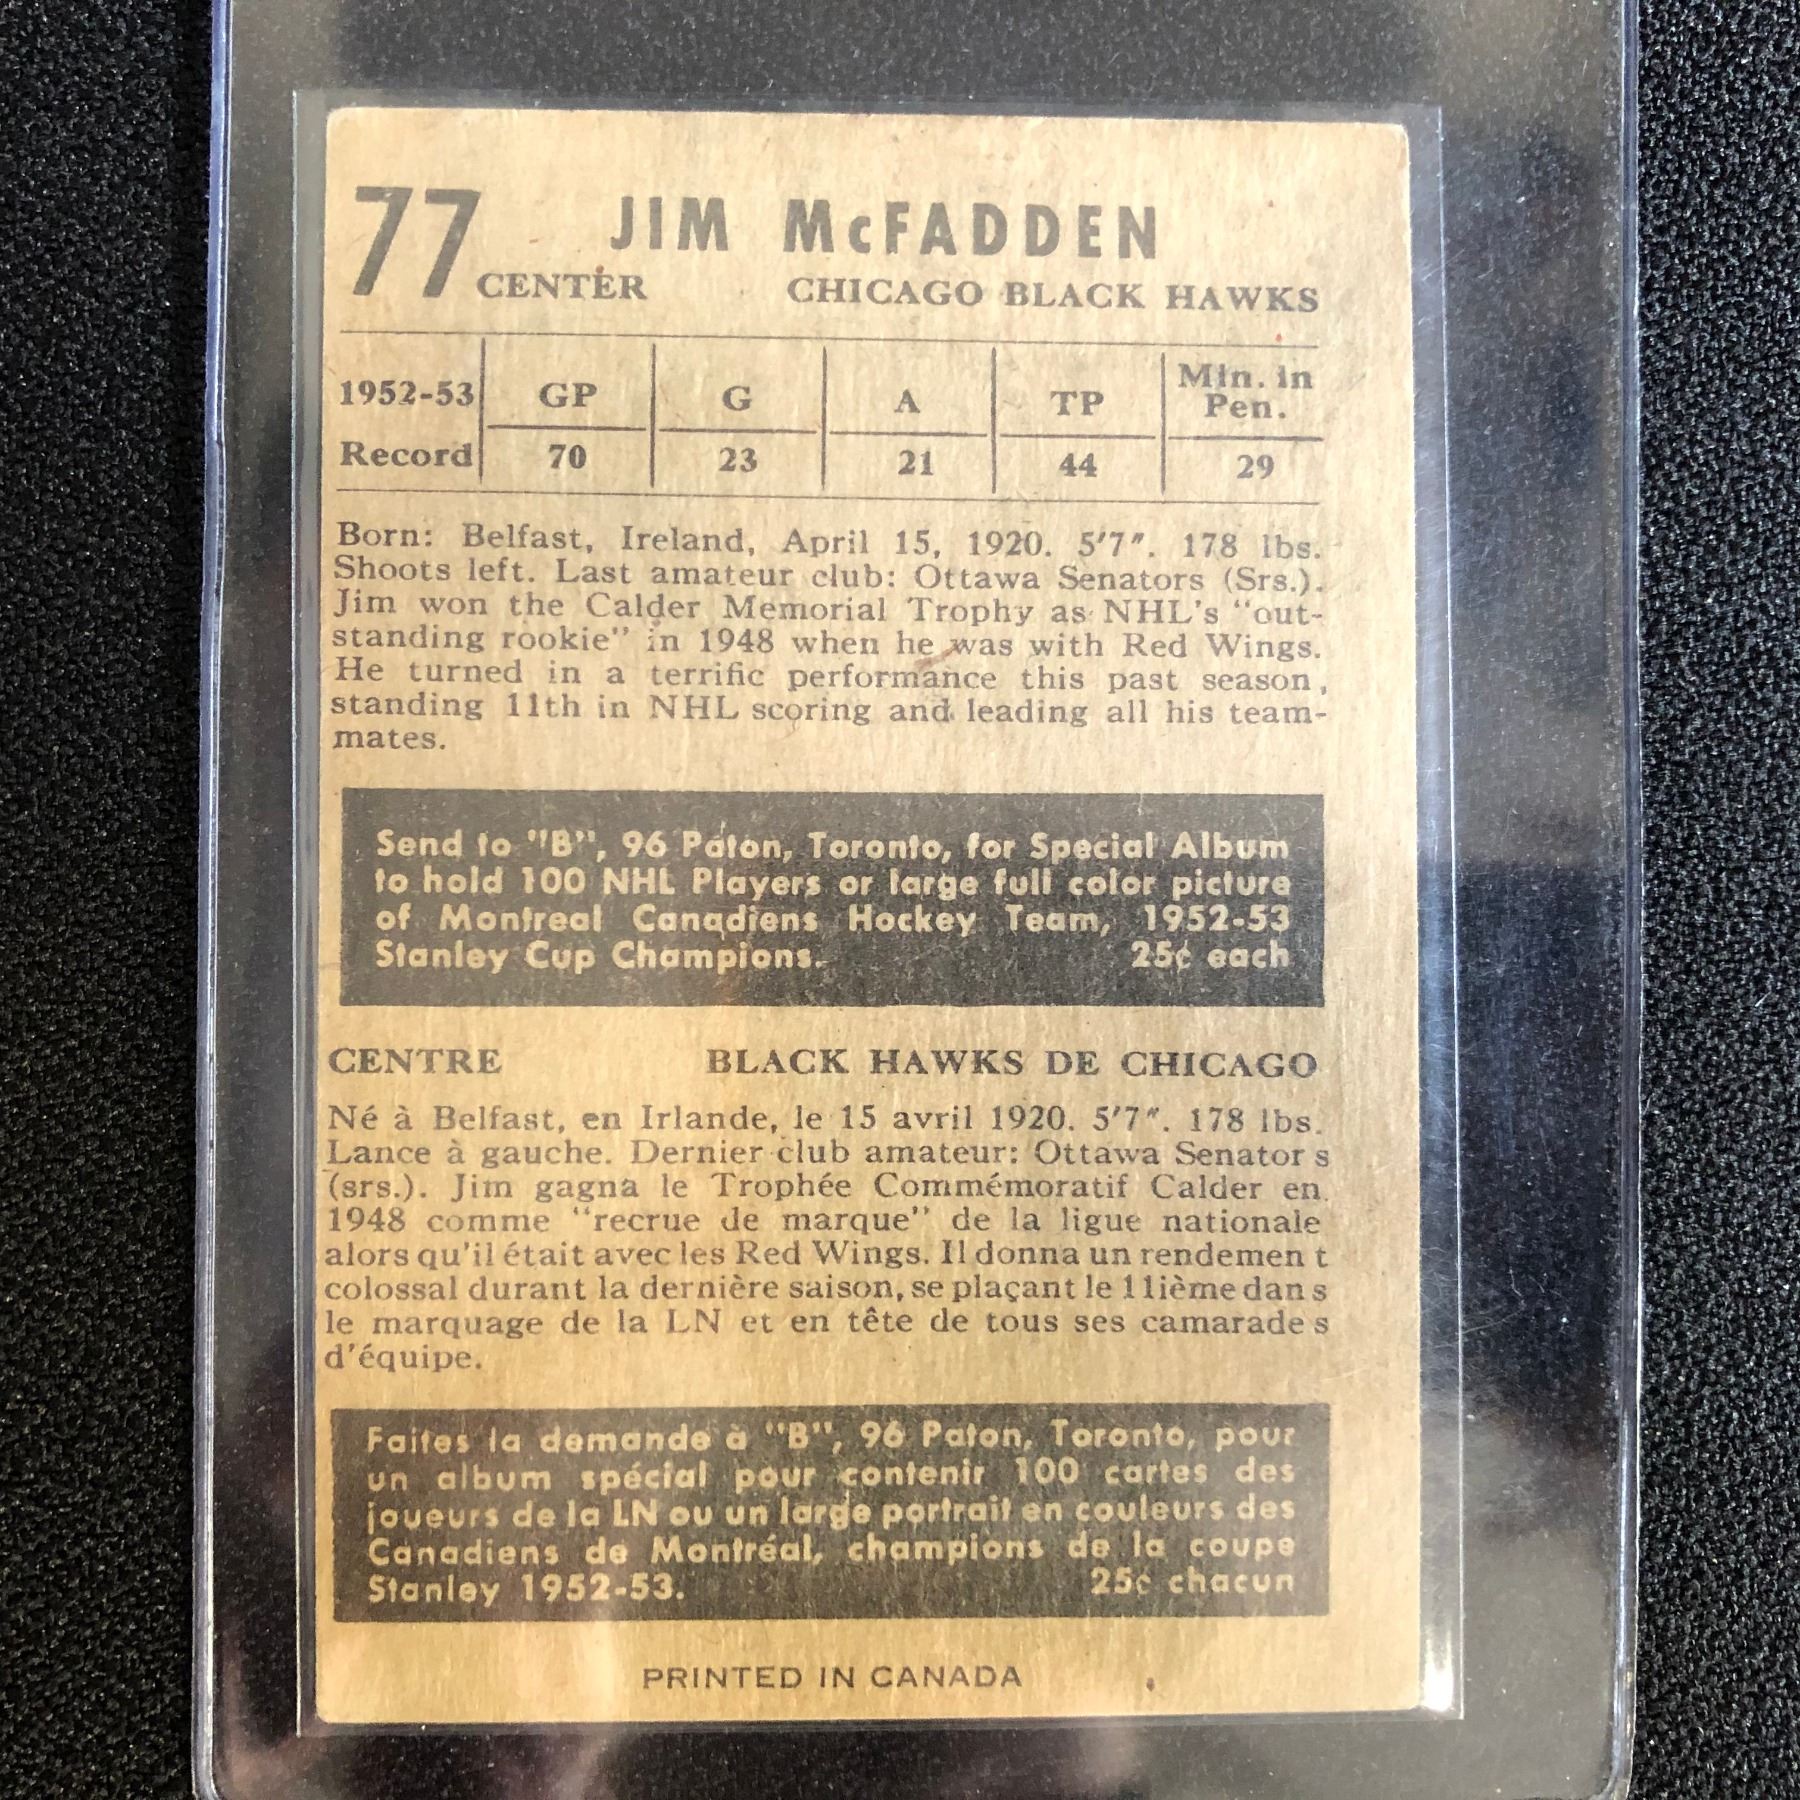 77 JIM McFADDEN
CENTER CHICAGO BLACK HAWKS
1952-53 GP G A TP Min. in Pen.
Record 70 23 21 44 29
Born: Belfast, Ireland, April 15, 1920. 5'7". 178 lbs.
Shoots left. Last amateur club: Ottawa Senators (Srs.).
Jim won the Calder Memorial Trophy as NHL's "out-
standing rookie" in 1948 when he was with Red Wings.
He turned in a terrific performance this past season,
standing 11th in NHL scoring and leading all his team-
mates.
Send to "B", 96 Paton, Toronto, for Special Album
to hold 100 NHL Players or large full color picture
of Montreal Canadiens Hockey Team, 1952-53
Stanley Cup Champions. 25¢ each
CENTRE BLACK HAWKS DE CHICAGO
Né à Belfast, en Irlande, le 15 avril 1920. 5'7". 178 lbs.
Lance à gauche. Dernier club amateur: Ottawa Senators
(srs.). Jim gagna le Trophée Commémoratif Calder en
1948 comme "recrue de marque" de la ligue nationale
alors qu'il était avec les Red Wings. Il donna un rendement
colossal durant la dernière saison, se plaçant le 11ième dans
le marquage de la LN et en tête de tous ses camarades
d'équipe.
Faites la demande à "B", 96 Paton, Toronto, pour
un album spécial pour contenir 100 cartes des
joueurs de la LN ou un large portrait en couleurs des
Canadiens de Montréal, champions de la coupe
Stanley 1952-53. 25¢ chacun
PRINTED IN CANADA